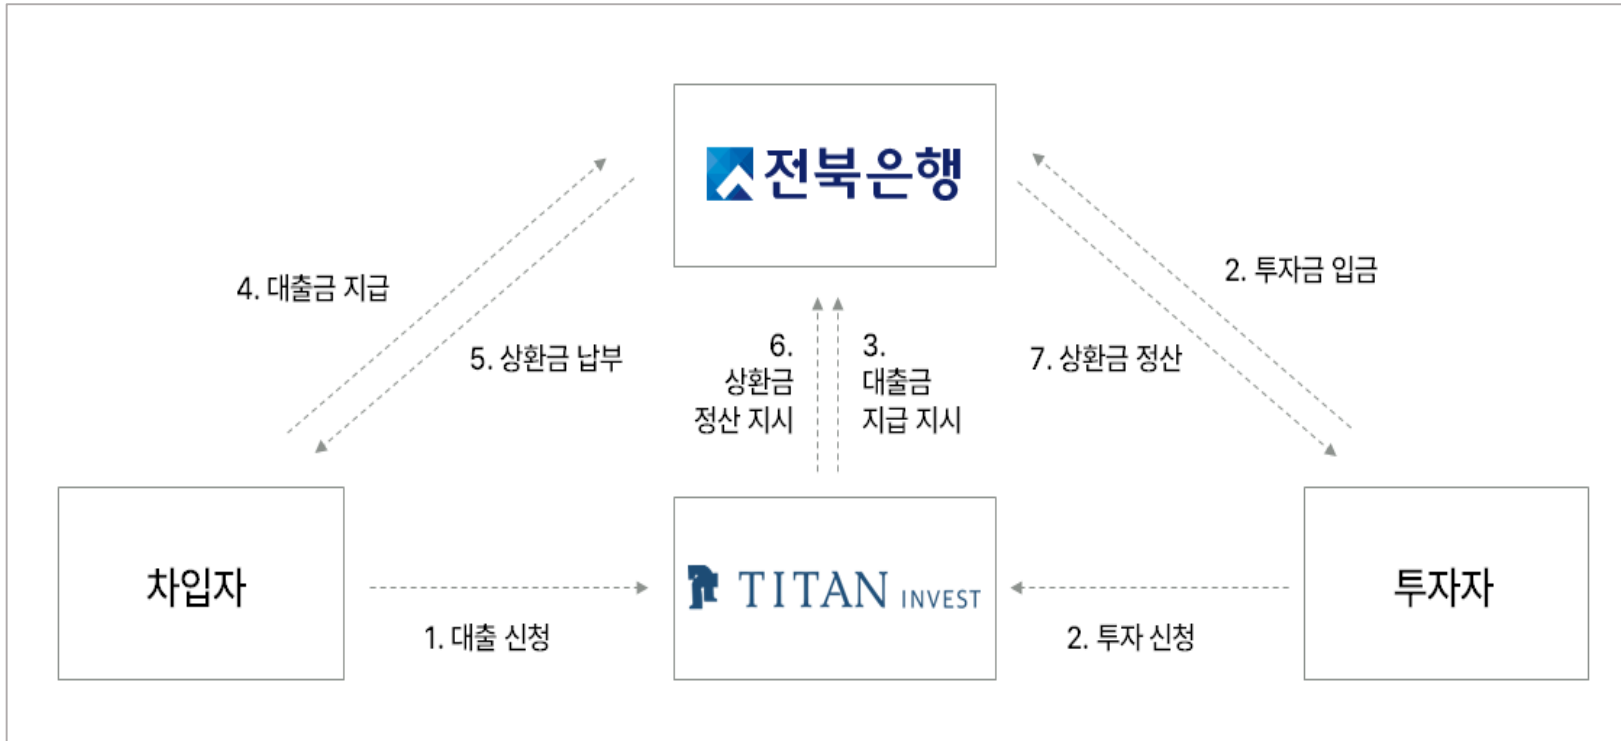 전북은행
4. 대출금 지급
2. 투자금 입금
5. 상환금 납부
6.
상환금
정산 지시
3.
대출금
지급 지시
7. 상환금 정산
차입자
TITAN INVEST
투자자
1. 대출 신청
2. 투자 신청